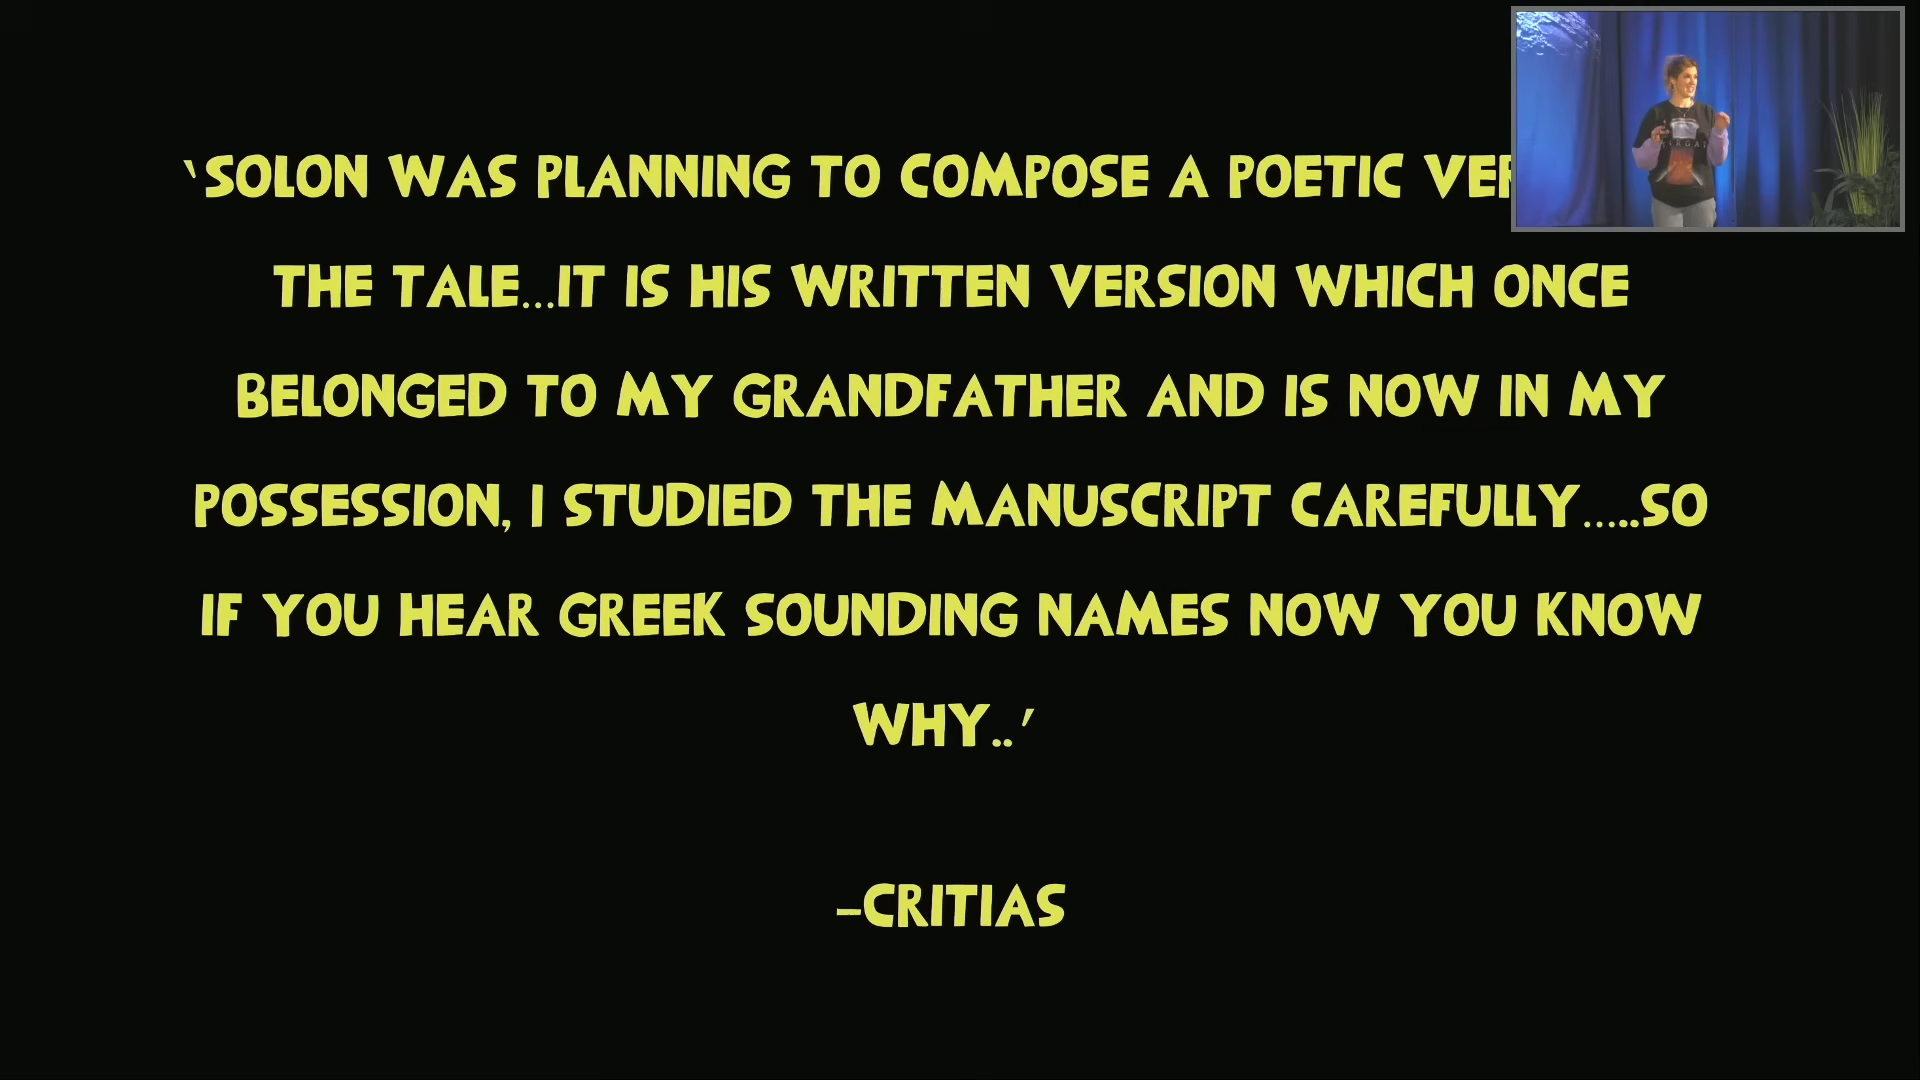 ‵SOLON WAS PLANNING TO COMPOSE A POETIC
THE TALE...IT IS HIS WRITTEN VERSION WHICH ONCE
BELONGED TO MY GRANDFATHER AND IS NOW IN MY
POSSESSION, I STUDIED THE MANUSCRIPT CAREFULLY.....SO
IF YOU HEAR GREEK SOUNDING NAMES NOW YOU KNOW
WHY..′
–CRITIAS